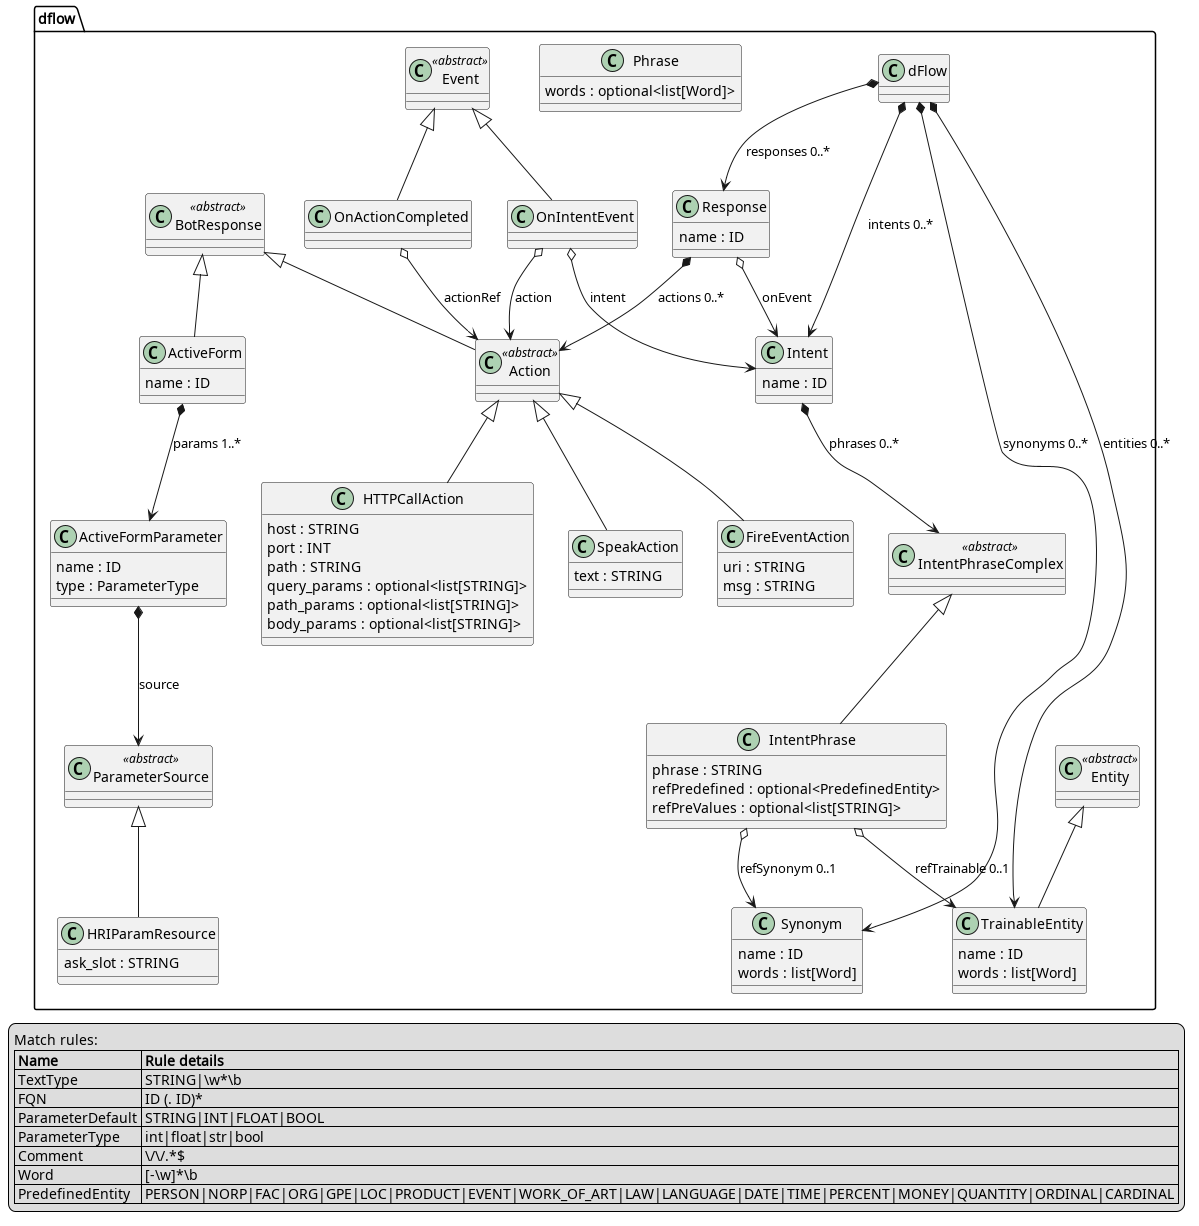 dflow
C «abstract»
Event
C Phrase
words : optional<list[Word]>
C dFlow
responses 0..*
C «abstract»
BotResponse
C OnActionCompleted
C OnIntentEvent
C Response
name : ID
intents 0..*
actionRef
action
intent
actions 0..*
onEvent
C ActiveForm
name : ID
C «abstract»
Action
C Intent
name : ID
params 1..*
phrases 0..*
synonyms 0..*
entities 0..*
C HTTPCallAction
host : STRING
port : INT
path : STRING
query_params : optional<list[STRING]>
path_params : optional<list[STRING]>
body_params : optional<list[STRING]>
C ActiveFormParameter
name : ID
type : ParameterType
C SpeakAction
text : STRING
C FireEventAction
uri : STRING
msg : STRING
C «abstract»
IntentPhraseComplex
source
C «abstract»
ParameterSource
C IntentPhrase
phrase : STRING
refPredefined : optional<PredefinedEntity>
refPreValues : optional<list[STRING]>
C «abstract»
Entity
refSynonym 0..1
refTrainable 0..1
C HRIParamResource
ask_slot : STRING
C Synonym
name : ID
words : list[Word]
C TrainableEntity
name : ID
words : list[Word]
Match rules:
Name Rule details
TextType STRING|\w*\b
FQN ID (. ID)*
ParameterDefault STRING|INT|FLOAT|BOOL
ParameterType int|float|str|bool
Comment \/\/.*$
Word [-\w]*\b
PredefinedEntity PERSON|NORP|FAC|ORG|GPE|LOC|PRODUCT|EVENT|WORK_OF_ART|LAW|LANGUAGE|DATE|TIME|PERCENT|MONEY|QUANTITY|ORDINAL|CARDINAL